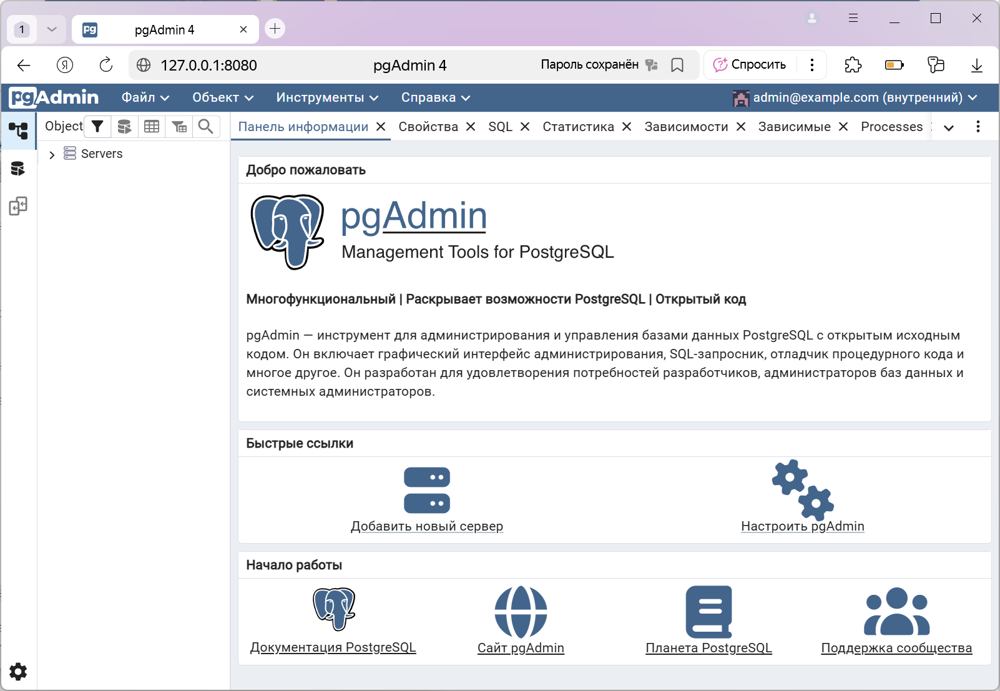 1
pg
pgAdmin 4
Я
127.0.0.1:8080
pgAdmin 4
Пароль сохранён
Спросить
pgAdmin
Файл
Объект
Инструменты
Справка
admin@example.com (внутренний)
Object
Панель информации
Свойства
SQL
Статистика
Зависимости
Зависимые
Processes
Servers
Добро пожаловать
pgAdmin
Management Tools for PostgreSQL
Многофункциональный | Раскрывает возможности PostgreSQL | Открытый код
pgAdmin — инструмент для администрирования и управления базами данных PostgreSQL с открытым исходным
кодом. Он включает графический интерфейс администрирования, SQL-запросник, отладчик процедурного кода и
многое другое. Он разработан для удовлетворения потребностей разработчиков, администраторов баз данных и
системных администраторов.
Быстрые ссылки
Добавить новый сервер
Настроить pgAdmin
Начало работы
Документация PostgreSQL
Сайт pgAdmin
Планета PostgreSQL
Поддержка сообщества